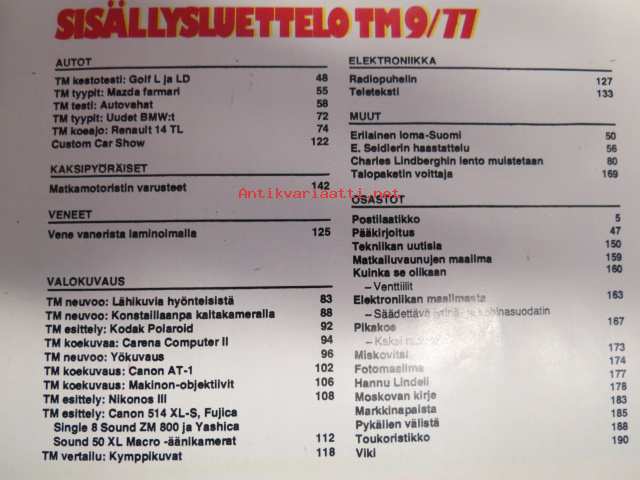 SISÄLLYSLUETTELO TM 9/77
AUTOT
TM kestotesti: Golf L ja LD 48
TM tyypit: Mazda farmari 55
TM testi: Autovahat 58
TM tyypit: Uudet BMW:t 72
TM koeajo: Renault 14 TL 74
Custom Car Show 122
KAKSIPYÖRÄISET
Matkamotoristin varusteet 142
VENEET
Vene vanerista laminoimalla 125
VALOKUVAUS
TM neuvoo: Lähikuvia hyönteisistä 83
TM neuvoo: Konstaillaanpa kaitakameralla 88
TM esittely: Kodak Polaroid 92
TM koekuvaa: Carena Computer II 94
TM neuvoo: Yökuvaus 96
TM koekuvaus: Canon AT-1 102
TM koekuvaus: Makinon-objektiivit 106
TM esittely: Nikonos III 108
TM esittely: Canon 514 XL-S, Fujica
Single 8 Sound ZM 800 ja Yashica
Sound 50 XL Macro -äänikamerat 112
TM vertailu: Kymppikuvat 118
ELEKTRONIIKKA
Radiopuhelin 127
Teleteksti 133
MUUT
Erilainen loma-Suomi 50
E. Seidlerin haastattelu 56
Charles Lindberghin lento muistetaan 80
Talopaketin voittaja 169
OSASTOT
Postilaatikko 5
Pääkirjoitus 47
Tekniikan uutisia 150
Matkailuvaunujen maailma 159
Kuinka se olikaan 160
– Venttiilit
Elektroniikan maailmasta 163
– Säädettävä kohinasuodatin
Pikakoe 167
– Kaksi
Miskovitai 173
Fotomaailma 174
Hannu Lindell 177
Moskovan kirje 178
Markkinapaista 183
Pykälien välistä 185
Toukoristikko 188
Viki 190
Antikvariaatti.net